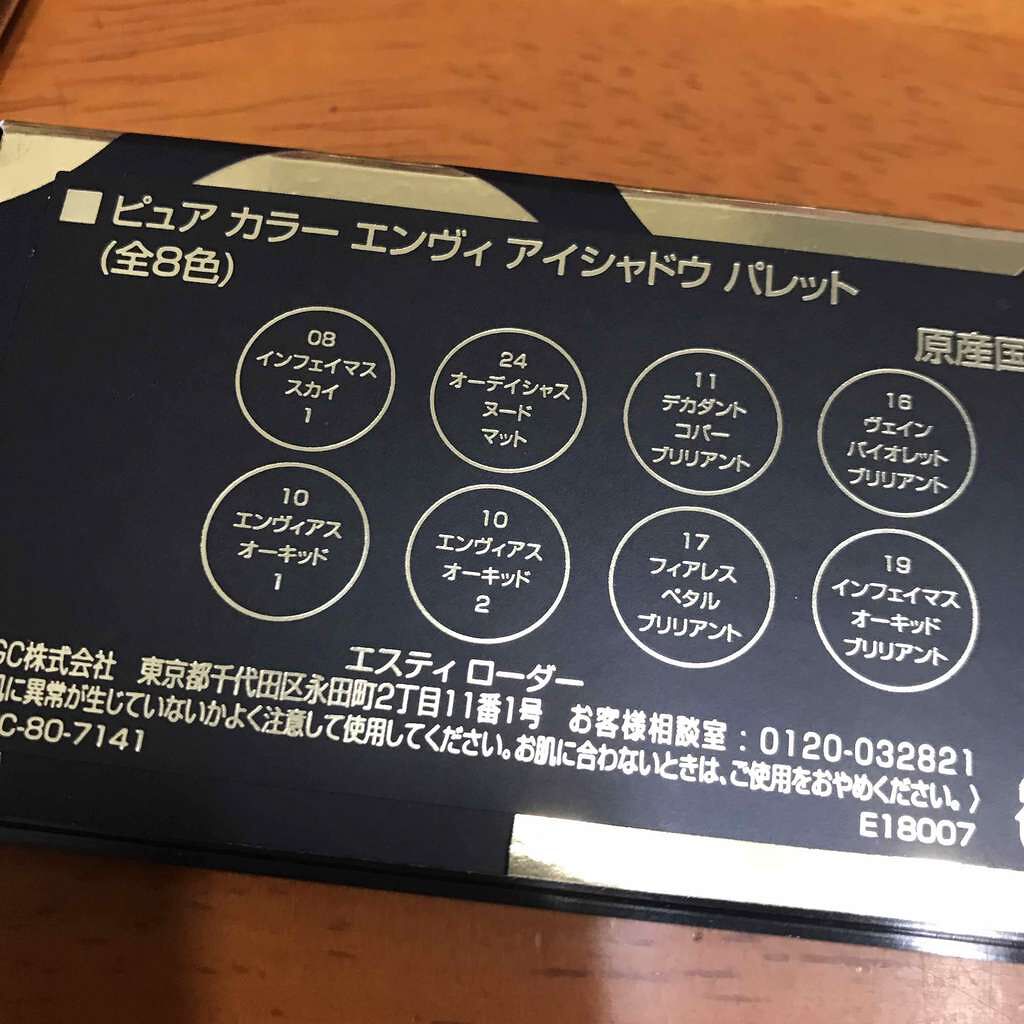 ■ピュア カラー エンヴィ アイシャドウ パレット
(全8色)
原産国
08
インフェイマス
スカイ
1
24
オーデイシャス
ヌード
マット
11
デカダント
コパー
ブリリアント
16
ヴェイン
バイオレット
ブリリアント
10
エンヴィアス
オーキッド
1
10
エンヴィアス
オーキッド
2
17
フィアレス
ペタル
ブリリアント
19
インフェイマス
オーキッド
ブリリアント
エスティ ローダー
GC株式会社 東京都千代田区永田町2丁目11番1号 お客様相談室:0120-032821
肌に異常が生じていないかよく注意して使用してください。お肌に合わないときは、ご使用をおやめください。〉
C-80-7141
E18007